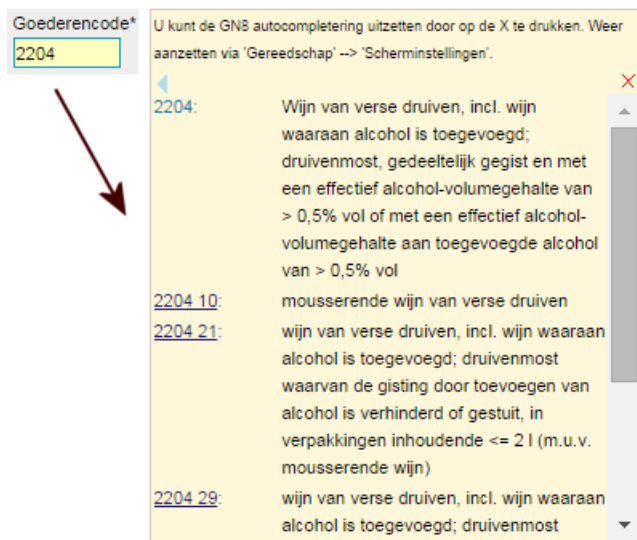 Goederencode*
2204
U kunt de GN8 autocompletering uitzetten door op de X te drukken. Weer
aanzetten via 'Gereedschap' --> 'Scherminstellingen'.
2204: Wijn van verse druiven, incl. wijn
waaraan alcohol is toegevoegd;
druivenmost, gedeeltelijk gegist en met
een effectief alcohol-volumegehalte van
> 0,5% vol of met een effectief alcohol-
volumegehalte aan toegevoegde alcohol
van > 0,5% vol
2204 10: mousserende wijn van verse druiven
2204 21: wijn van verse druiven, incl. wijn waaraan
alcohol is toegevoegd; druivenmost
waarvan de gisting door toevoegen van
alcohol is verhinderd of gestuit, in
verpakkingen inhoudende <= 2 l (m.u.v.
mousserende wijn)
2204 29: wijn van verse druiven, incl. wijn waaraan
alcohol is toegevoegd; druivenmost